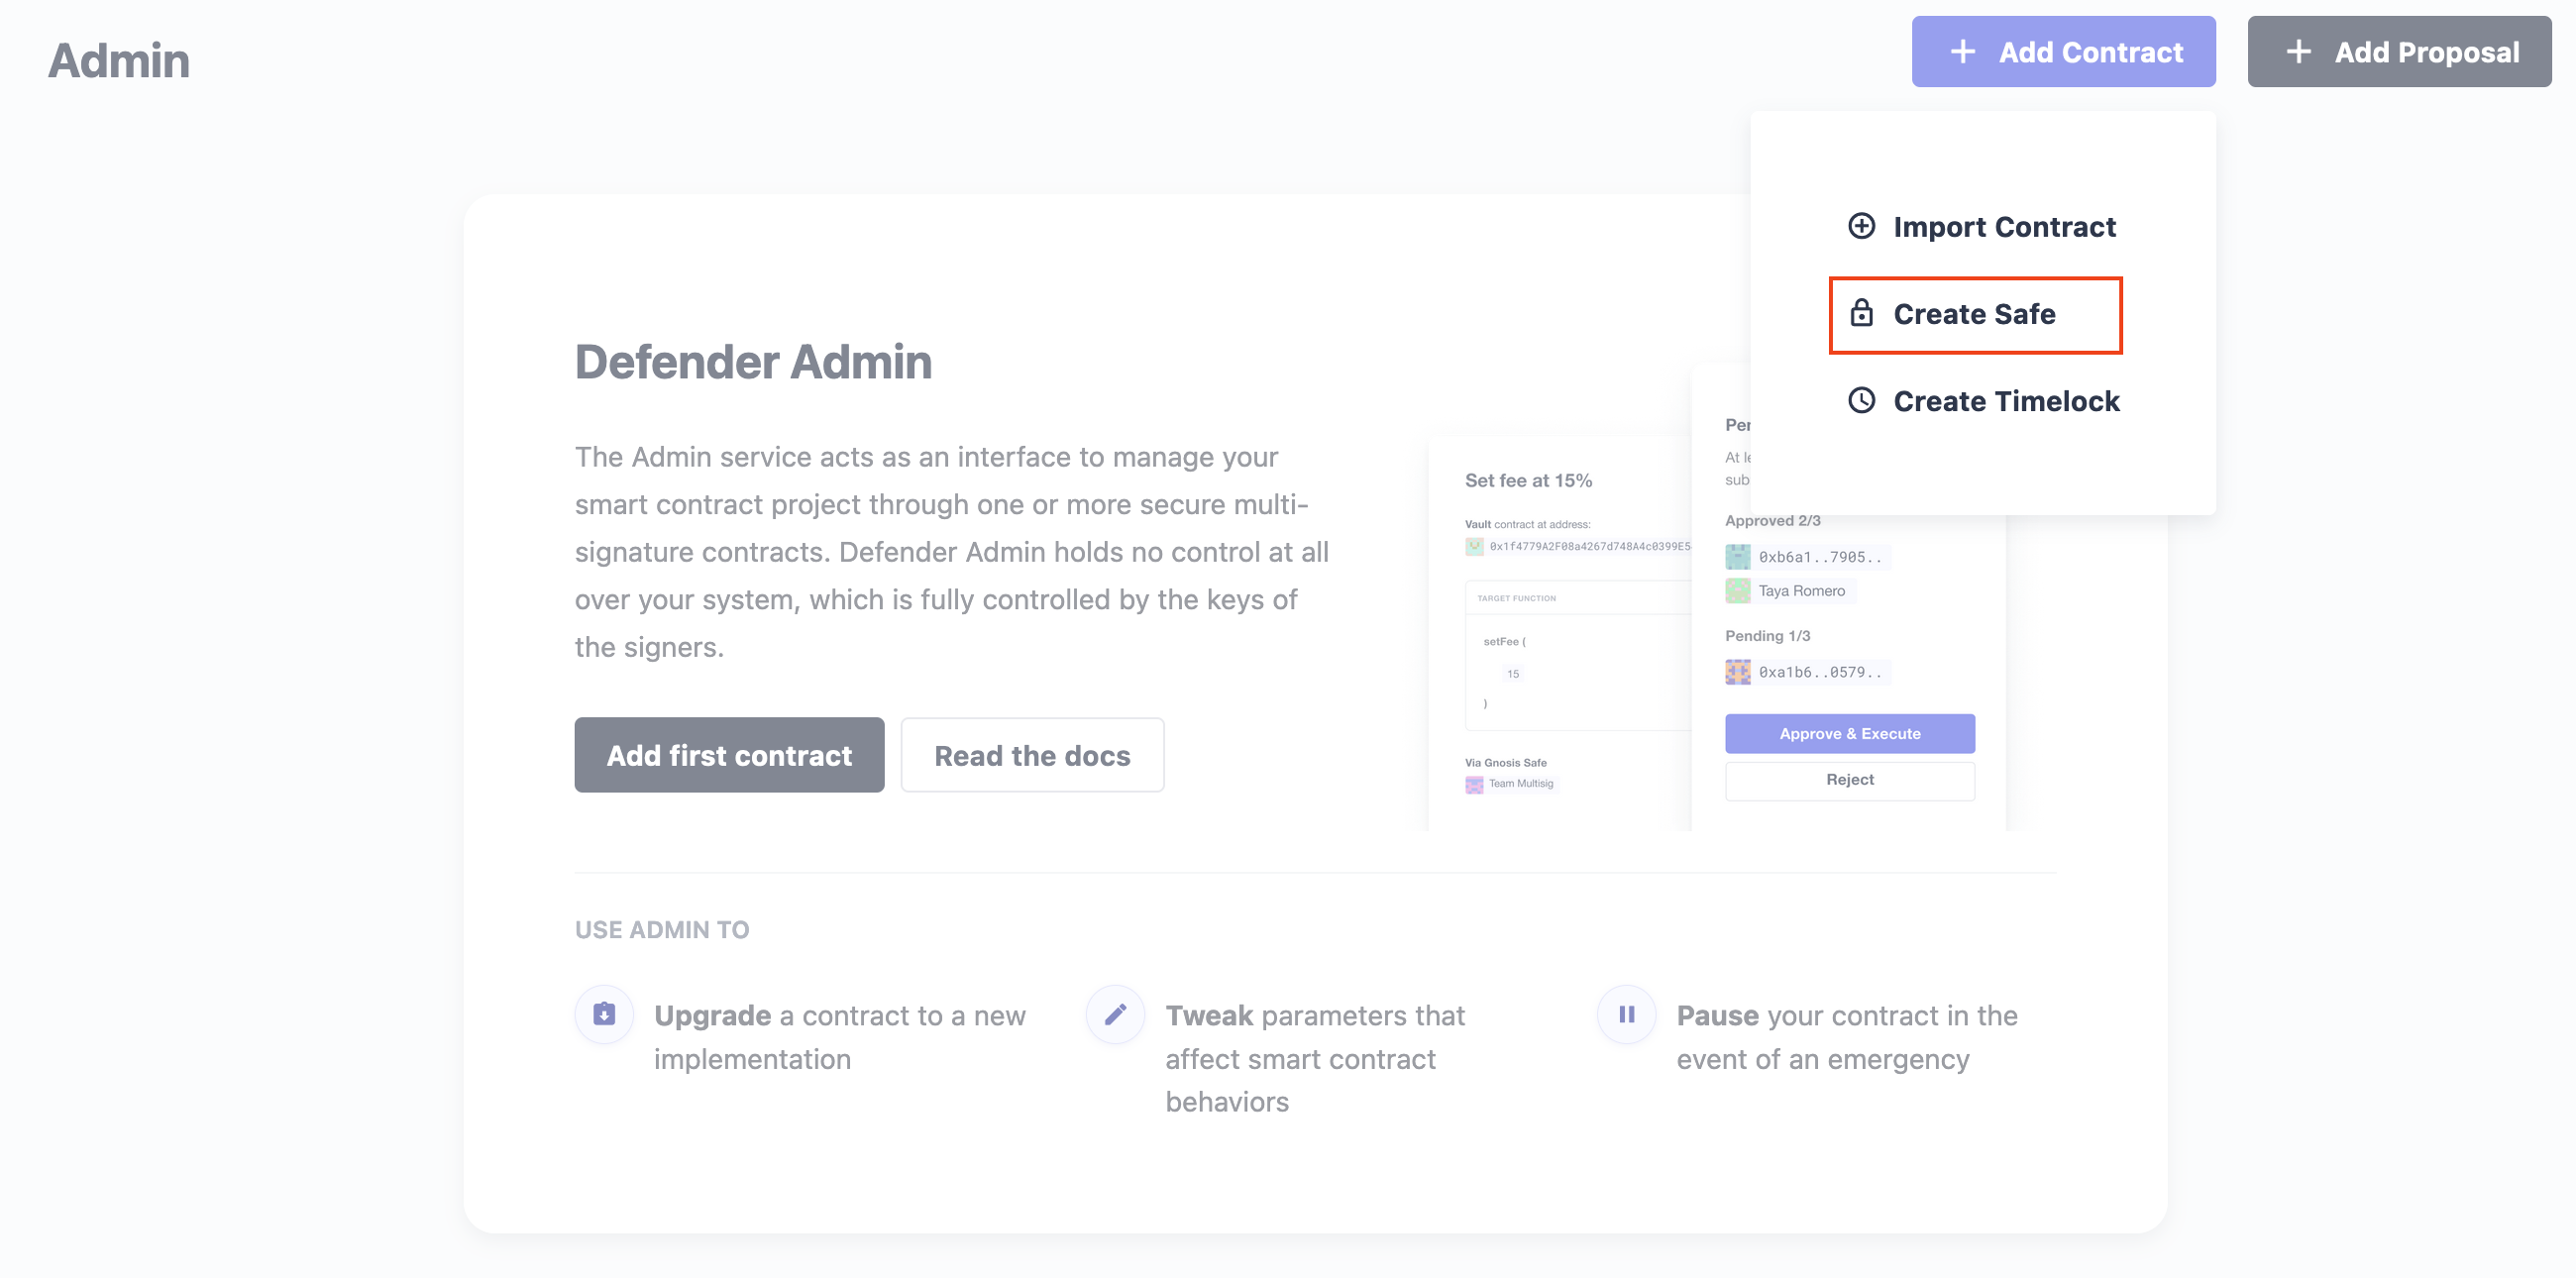 Admin
Add Contract
Add Proposal
Import Contract
Create Safe
Create Timelock
Defender Admin
The Admin service acts as an interface to manage your
smart contract project through one or more secure multi-
signature contracts. Defender Admin holds no control at all
over your system, which is fully controlled by the keys of
the signers.
Add first contract
Read the docs
Set fee at 15%
Vault contract at address:
0x1f4779A2F08a4267d748A4c0399E5
TARGET FUNCTION
setFee (
15
)
Via Gnosis Safe
Team Multisig
At
sub
Approved 2/3
0xb6a1..7905..
Taya Romero
Pending 1/3
0xa1b6..0579..
Approve & Execute
Reject
USE ADMIN TO
Upgrade a contract to a new
implementation
Tweak parameters that
affect smart contract
behaviors
Pause your contract in the
event of an emergency